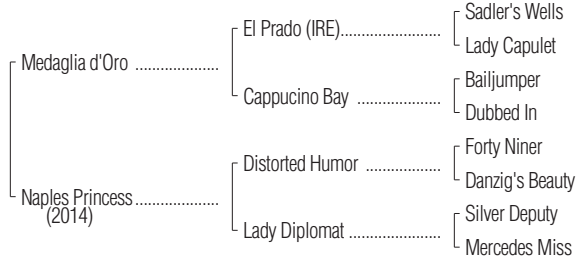 Sadler's Wells
El Prado (IRE)........................
Lady Capulet
Medaglia d'Oro ....................
Bailjumper
Cappucino Bay ....................
Dubbed In
Forty Niner
Distorted Humor ..................
Danzig's Beauty
Naples Princess....................
(2014)
Silver Deputy
Lady Diplomat ......................
Mercedes Miss